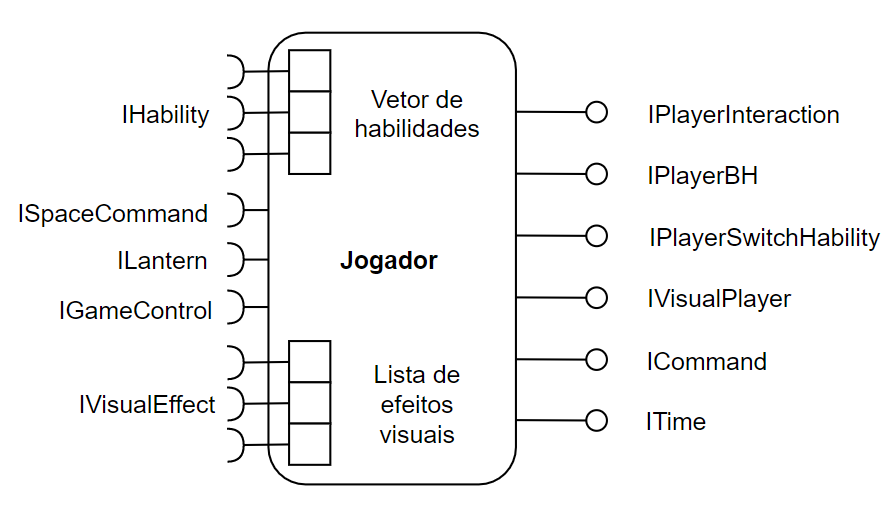 IHability
ISpaceCommand
ILantern
IGameControl
IVisualEffect
Vetor de
habilidades
Jogador
Lista de
efeitos
visuais
IPlayerInteraction
IPlayerBH
IPlayerSwitchHability
IVisualPlayer
ICommand
ITime